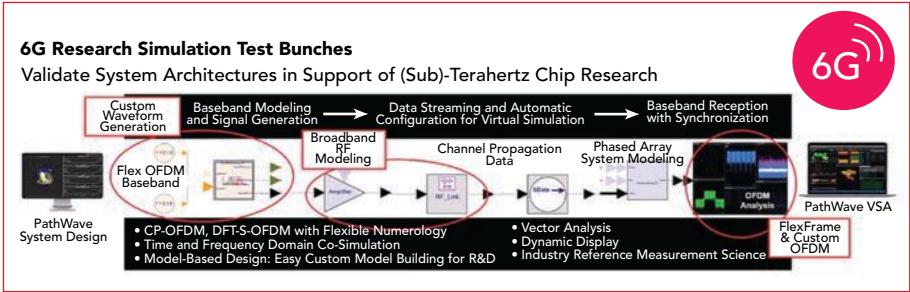 6G Research Simulation Test Bunches
Validate System Architectures in Support of (Sub)-Terahertz Chip Research
6G
Custom
Waveform
Generation
Baseband Modeling
and Signal Generation
Data Streaming and Automatic
Configuration for Virtual Simulation
Baseband Reception
with Synchronization
Broadband
RF
Modeling
Channel Propagation
Data
Phased Array
System Modeling
Flex OFDM
Baseband
11010
11010
Amplifier
RF_Link
SData
OFDM
Analysis
PathWave
System Design
PathWave VSA
FlexFrame
& Custom
OFDM
• CP-OFDM, DFT-S-OFDM with Flexible Numerology
• Time and Frequency Domain Co-Simulation
• Model-Based Design: Easy Custom Model Building for R&D
• Vector Analysis
• Dynamic Display
• Industry Reference Measurement Science